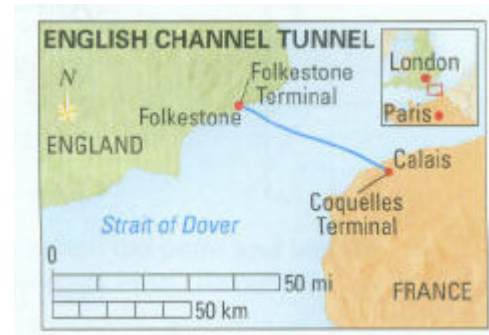 ENGLISH CHANNEL TUNNEL
N
Folkestone
Terminal
Folkestone
ENGLAND
London
Paris
Calais
Coquelles
Terminal
Strait of Dover
0
50 mi
50 km
FRANCE